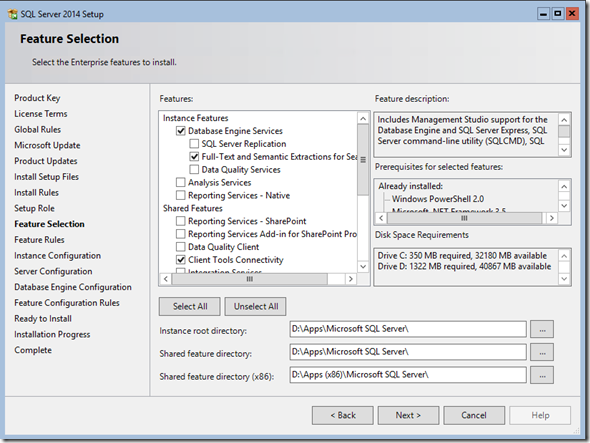 SQL Server 2014 Setup
Feature Selection
Select the Enterprise features to install.
Product Key
License Terms
Global Rules
Microsoft Update
Product Updates
Install Setup Files
Install Rules
Setup Role
Feature Selection
Feature Rules
Instance Configuration
Server Configuration
Database Engine Configuration
Feature Configuration Rules
Ready to Install
Installation Progress
Complete
Features:
Instance Features
Database Engine Services
SQL Server Replication
Full-Text and Semantic Extractions for Sea
Data Quality Services
Analysis Services
Reporting Services - Native
Shared Features
Reporting Services - SharePoint
Reporting Services Add-in for SharePoint Pro
Data Quality Client
Client Tools Connectivity
Integration Services
Feature description:
Includes Management Studio support for the
Database Engine and SQL Server Express, SQL
Server command-line utility (SQLCMD), SQL
Prerequisites for selected features:
Already installed:
Windows PowerShell 2.0
Microsoft .NET Framework 3.5
Disk Space Requirements
Drive C: 350 MB required, 32180 MB available
Drive D: 1322 MB required, 40867 MB available
Select All
Unselect All
Instance root directory:
D:\Apps\Microsoft SQL Server\
...
Shared feature directory:
D:\Apps\Microsoft SQL Server\
...
Shared feature directory (x86):
D:\Apps (x86)\Microsoft SQL Server\
...
< Back
Next >
Cancel
Help